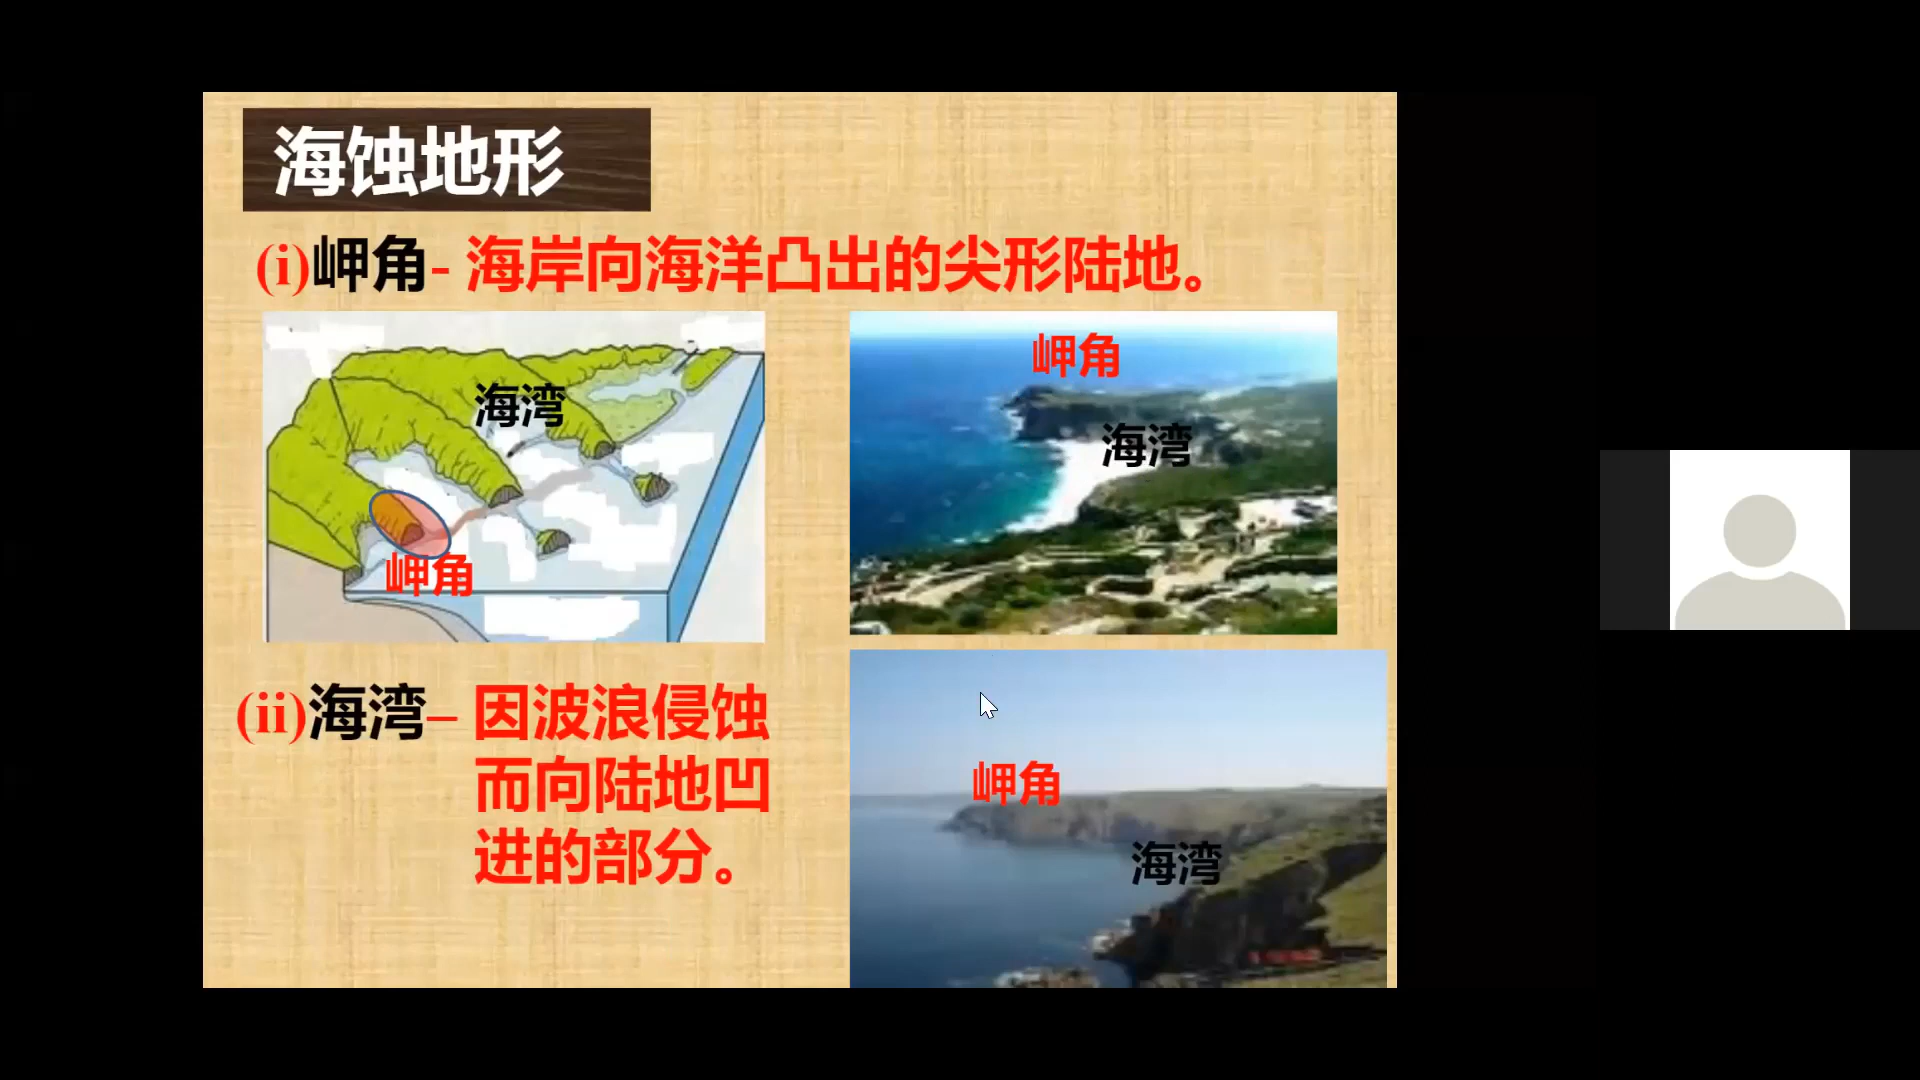 海蚀地形
(i)岬角- 海岸向海洋凸出的尖形陆地。
海湾
岬角
岬角
海湾
(ii)海湾– 因波浪侵蚀
而向陆地凹
进的部分。
岬角
海湾